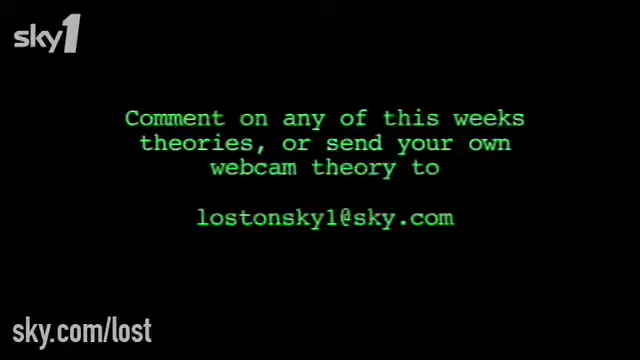 sky1
Comment on any of this weeks
theories, or send your own
webcam theory to
lostonsky1@sky.com
sky.com/lost